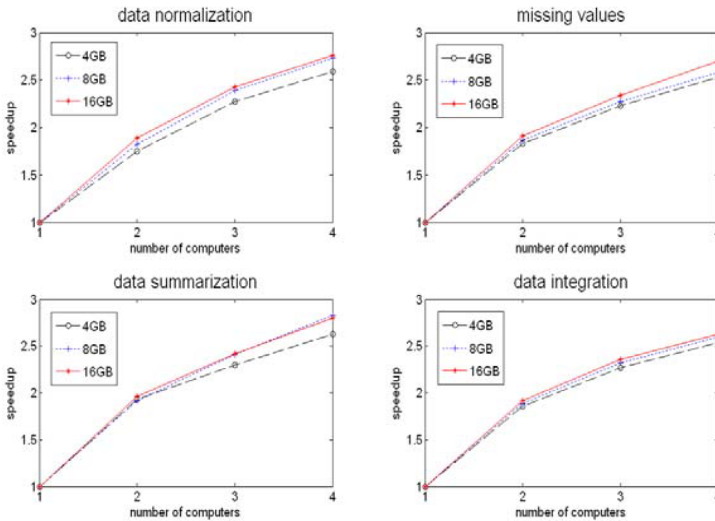 data normalization
3
2.5
2
1.5
1
speedup
4GB
8GB
16GB
1 2 3 4
number of computers
missing values
3
2.5
2
1.5
1
speedup
4GB
8GB
16GB
1 2 3
number of computers
data summarization
3
2.5
2
1.5
1
speedup
4GB
8GB
16GB
1 2 3 4
number of computers
data integration
3
2.5
2
1.5
1
speedup
4GB
8GB
16GB
1 2 3
number of computers